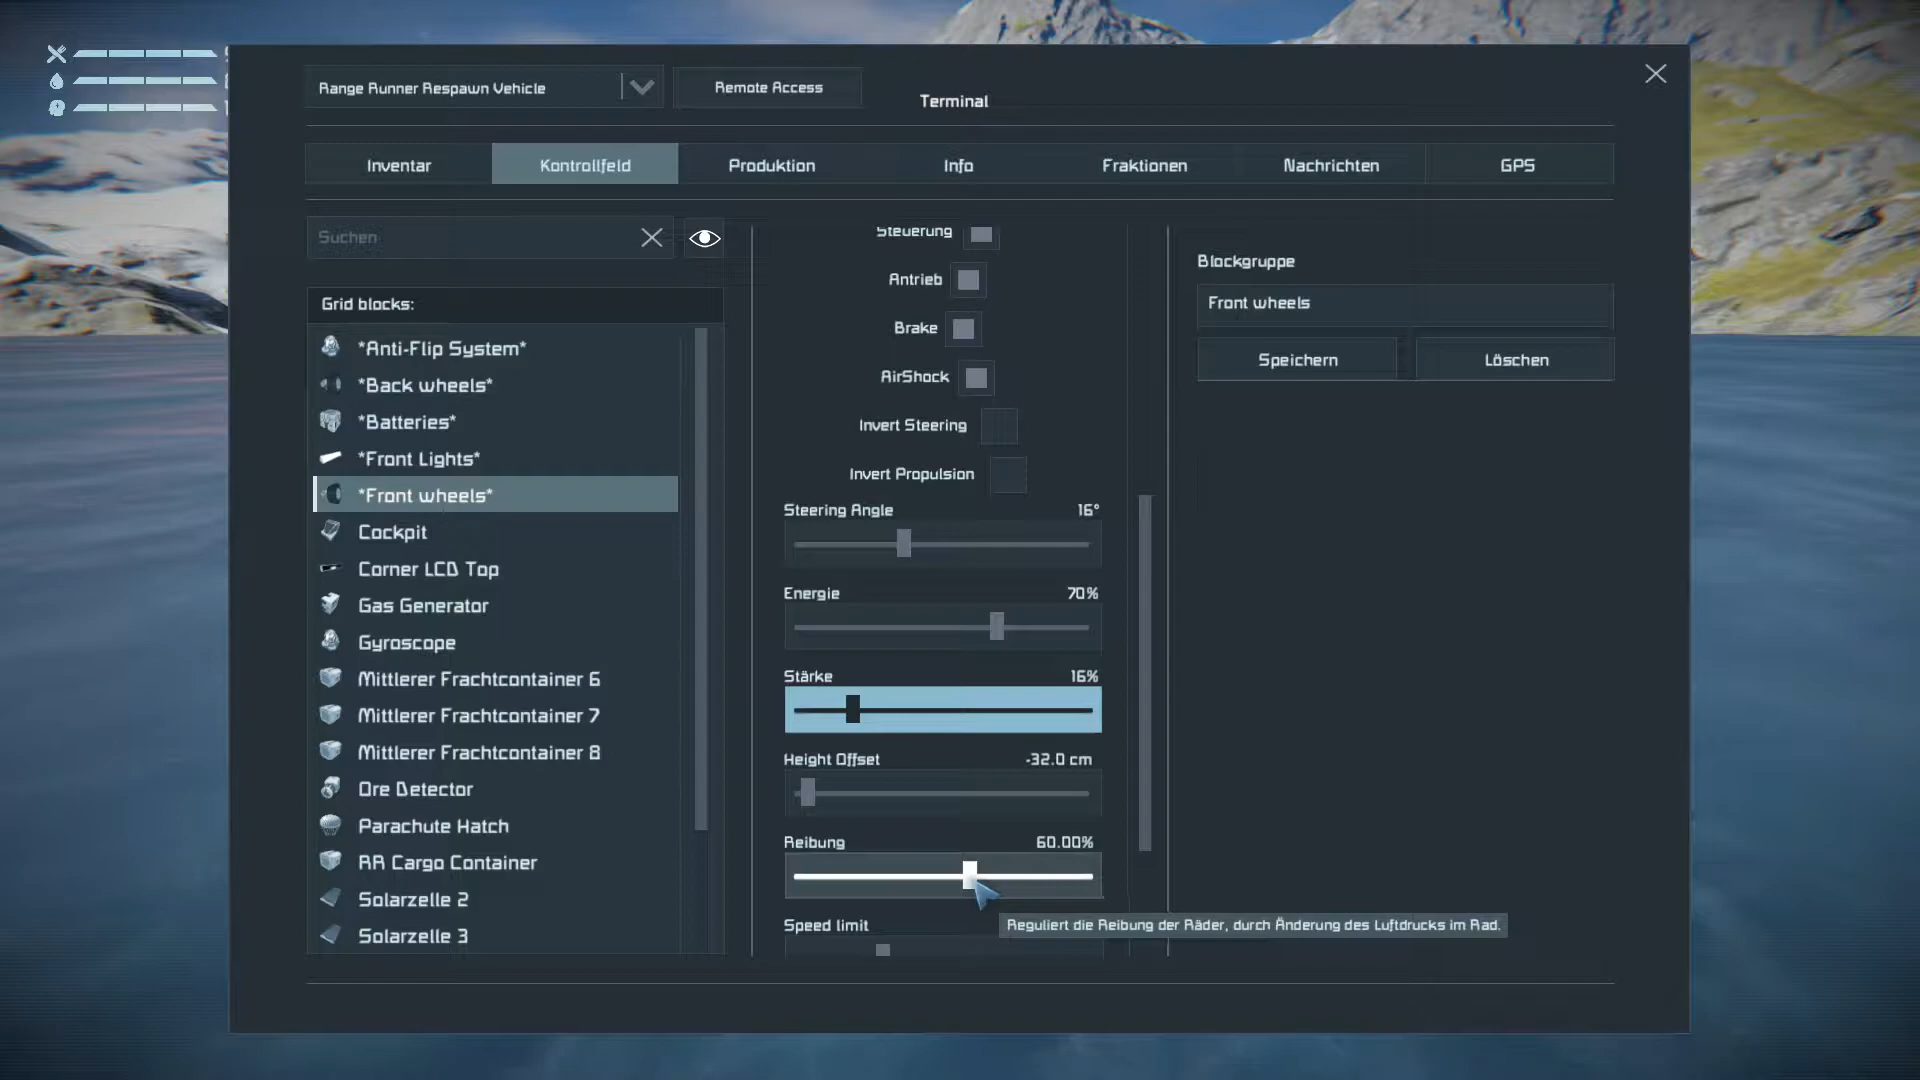 Range Runner Respawn Vehicle
Remote Access
Terminal
Inventar
Kontrollfeld
Produktion
Info
Fraktionen
Nachrichten
GPS
Suchen
Grid blocks:
*Anti-Flip System*
*Back wheels*
*Batteries*
*Front Lights*
*Front wheels*
Cockpit
Corner LCD Top
Gas Generator
Gyroscope
Mittlerer Frachtcontainer 6
Mittlerer Frachtcontainer 7
Mittlerer Frachtcontainer 8
Ore Detector
Parachute Hatch
RR Cargo Container
Solarzelle 2
Solarzelle 3
Steuerung
Antrieb
Brake
AirShock
Invert Steering
Invert Propulsion
Steering Angle 16°
Energie 70%
Stärke 16%
Height Offset -32.0 cm
Reibung 60.00%
Speed limit
Reguliert die Reibung der Räder, durch Änderung des Luftdrucks im Rad.
Blockgruppe
Front wheels
Speichern
Löschen